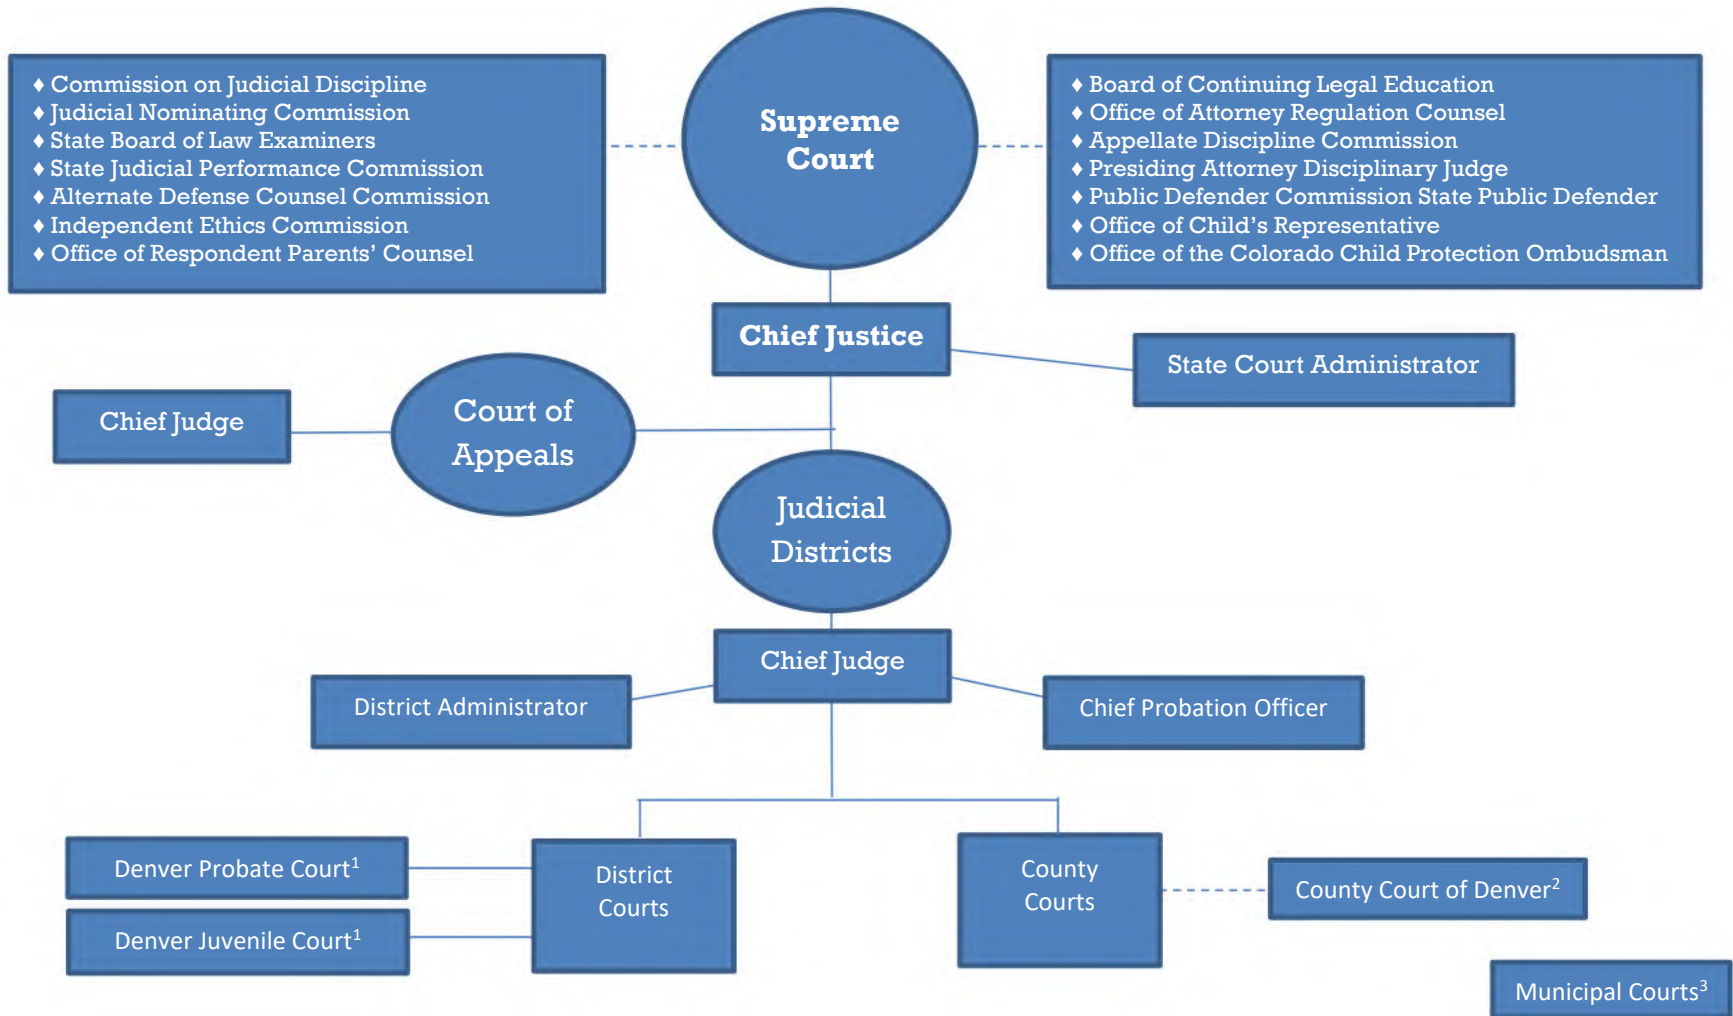 ♦ Commission on Judicial Discipline
♦ Judicial Nominating Commission
♦ State Board of Law Examiners
♦ State Judicial Performance Commission
♦ Alternate Defense Counsel Commission
♦ Independent Ethics Commission
♦ Office of Respondent Parents’ Counsel
Supreme
Court
♦ Board of Continuing Legal Education
♦ Office of Attorney Regulation Counsel
♦ Appellate Discipline Commission
♦ Presiding Attorney Disciplinary Judge
♦ Public Defender Commission State Public Defender
♦ Office of Child’s Representative
♦ Office of the Colorado Child Protection Ombudsman
Chief Justice
State Court Administrator
Chief Judge
Court of
Appeals
Judicial
Districts
Chief Judge
District Administrator
Chief Probation Officer
Denver Probate Court¹
Denver Juvenile Court¹
District
Courts
County
Courts
County Court of Denver²
Municipal Courts³